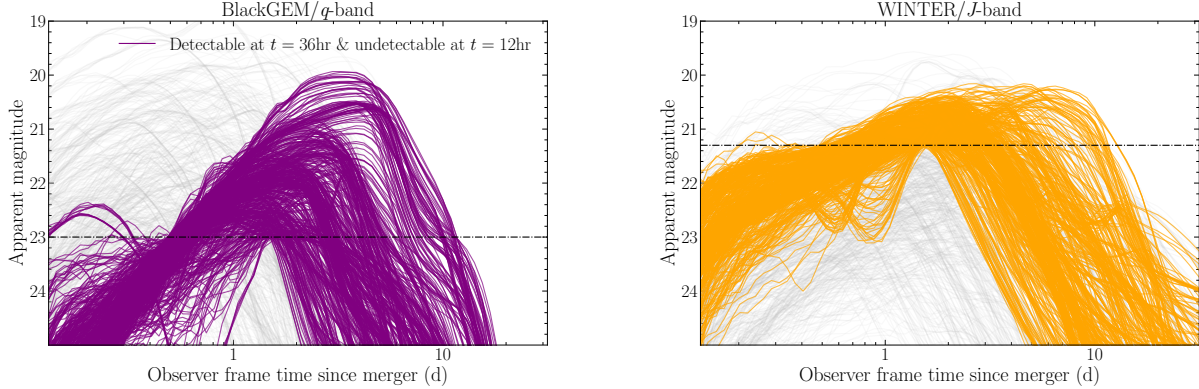 BlackGEM/q-band
19
20
21
22
23
24
Apparent magnitude
Detectable at t = 36hr & undetectable at t = 12hr
1
10
Observer frame time since merger (d)
WINTER/J-band
19
20
21
22
23
24
Apparent magnitude
1
10
Observer frame time since merger (d)